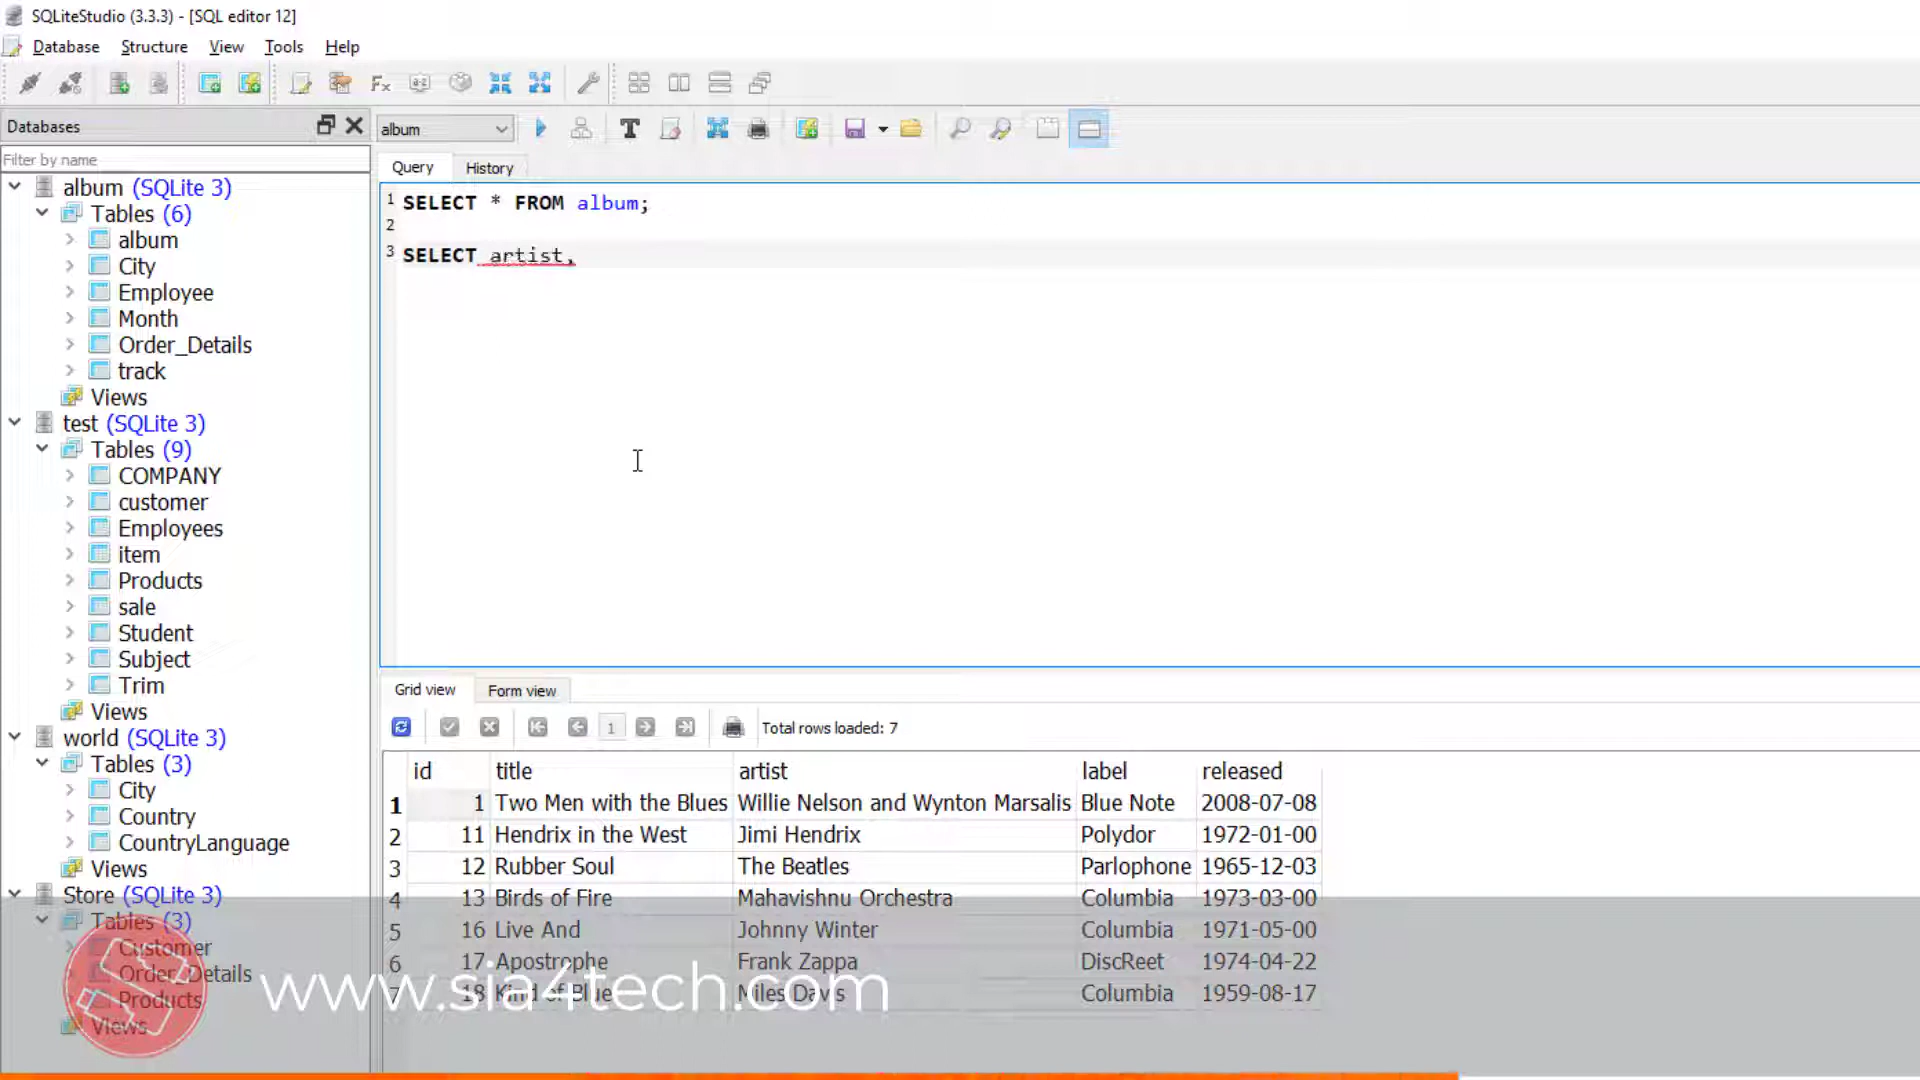 SQLiteStudio (3.3.3) - [SQL editor 12]
Database Structure View Tools Help
Databases
album
Filter by name
Query History
album (SQLite 3)
Tables (6)
album
City
Employee
Month
Order_Details
track
Views
test (SQLite 3)
Tables (9)
COMPANY
customer
Employees
item
Products
sale
Student
Subject
Trim
Views
world (SQLite 3)
Tables (3)
City
Country
CountryLanguage
Views
Store (SQLite 3)
Tables (3)
Customer
Order_Details
Products
Views
1 SELECT * FROM album;
2
3 SELECT artist,
Grid view Form view
1 Total rows loaded: 7
id title artist label released
1 1 Two Men with the Blues Willie Nelson and Wynton Marsalis Blue Note 2008-07-08
2 11 Hendrix in the West Jimi Hendrix Polydor 1972-01-00
3 12 Rubber Soul The Beatles Parlophone 1965-12-03
4 13 Birds of Fire Mahavishnu Orchestra Columbia 1973-03-00
5 16 Live And Johnny Winter Columbia 1971-05-00
6 17 Apostrophe Frank Zappa DiscReet 1974-04-22
7 18 Kind of Blue Miles Davis Columbia 1959-08-17
www.sia4tech.com